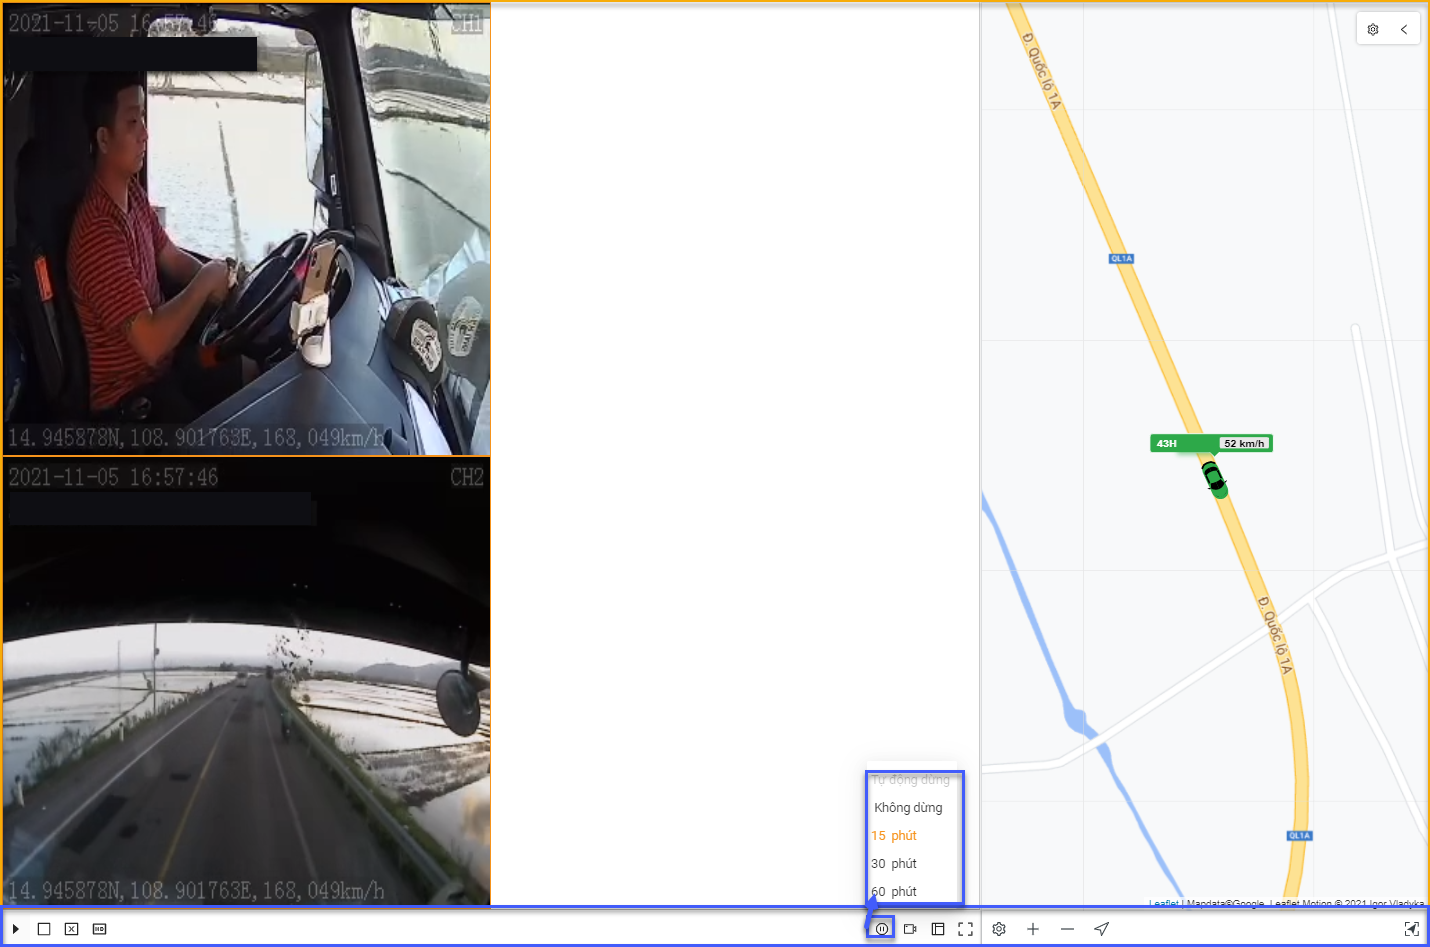 2021-11-05 16:57:46 CH1
14.945878N,108.901763E,168,049km/h
2021-11-05 16:57:46 CH2
14.945878N,108.901763E,168,049km/h
Tự động dừng
Không dừng
15 phút
30 phút
60 phút
HD
Đ. Quốc lộ 1A
QL1A
43H 52 km/h
Đ. Quốc lộ 1A
QL1A
Leaflet | Mapdata©Google, Leaflet Motion © 2021 Igor Vladyka